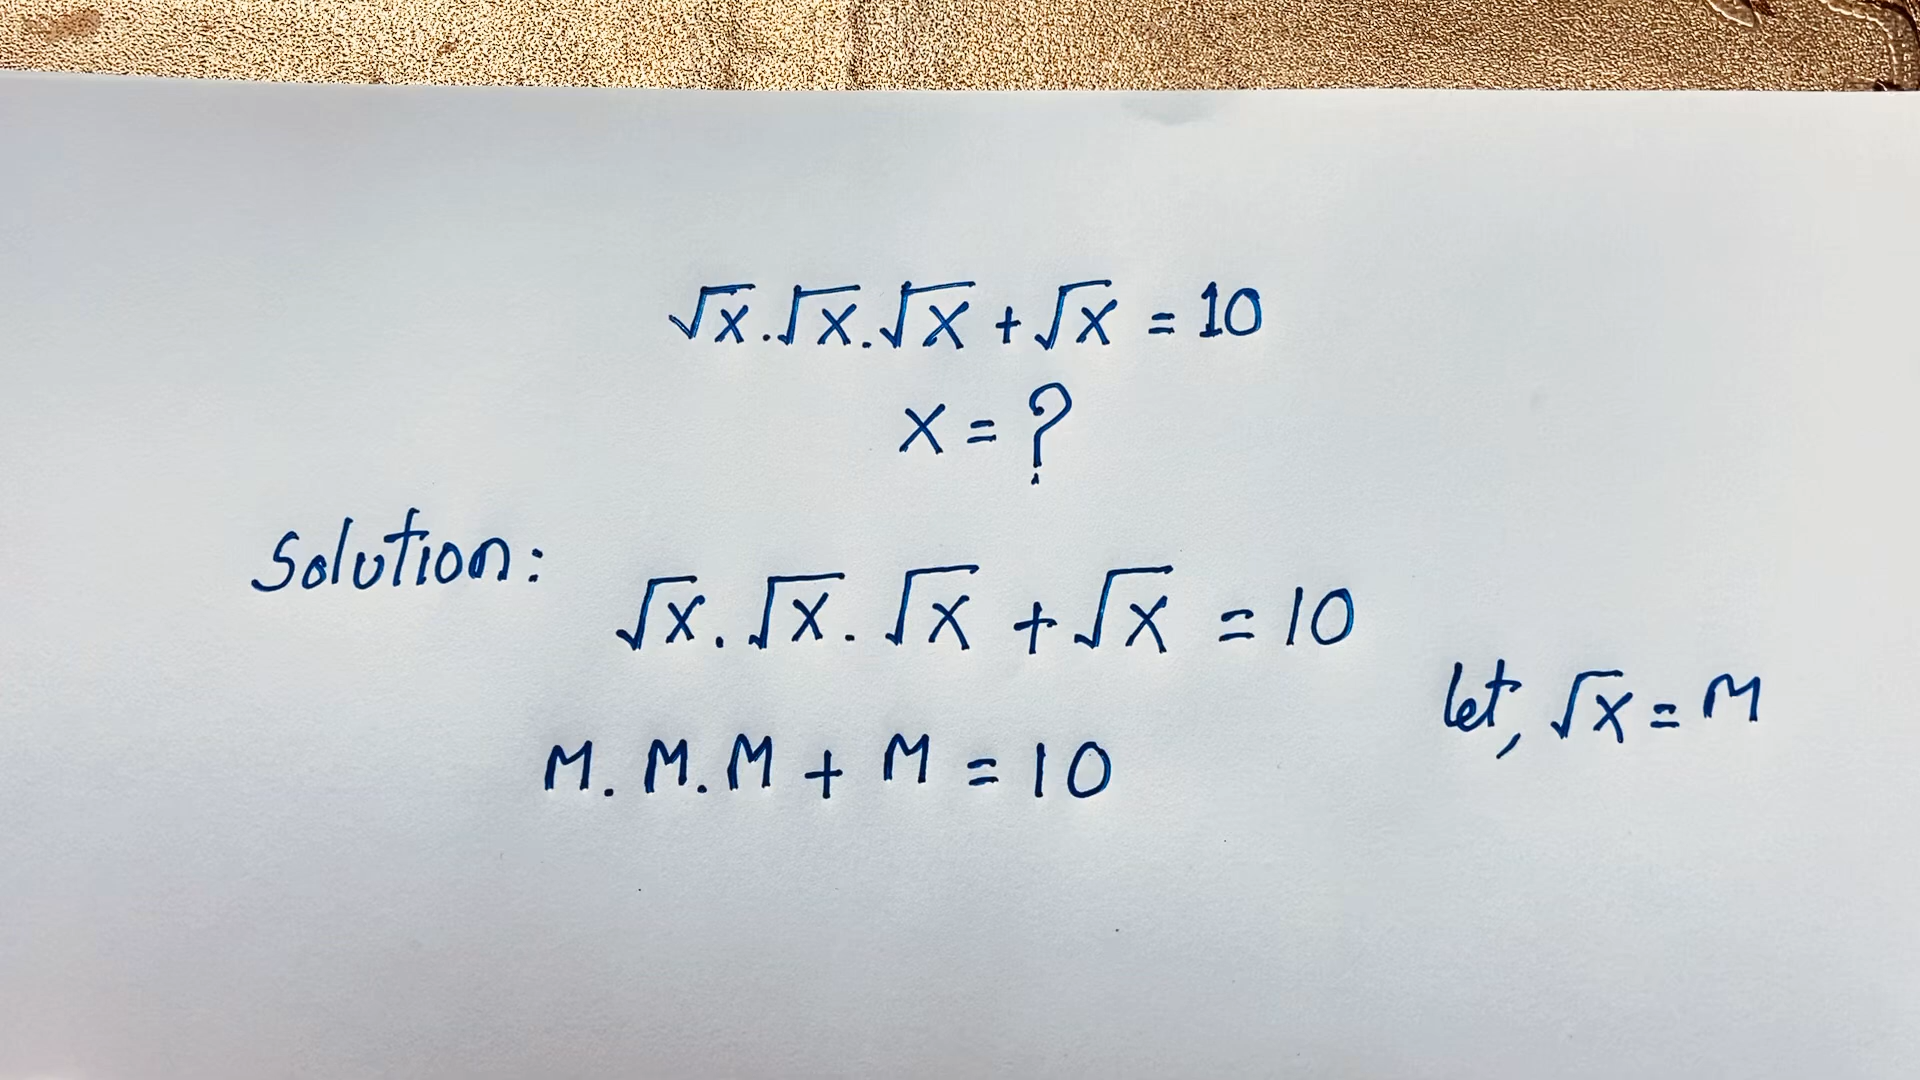 √x.√x.√x + √x = 10
x = ?
Solution:
√x. √x. √x + √x = 10
let, √x = M
M. M. M + M = 10